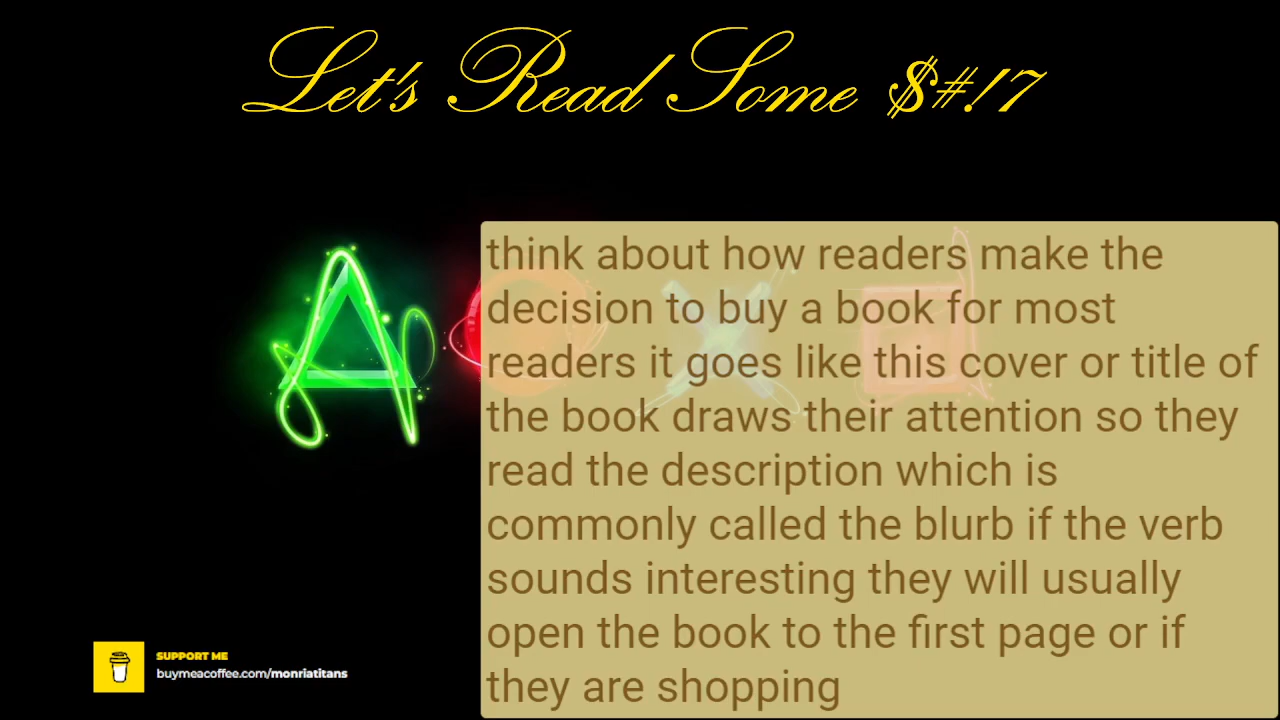 Let's Read Some $#!7
think about how readers make the
decision to buy a book for most
readers it goes like this cover or title of
the book draws their attention so they
read the description which is
commonly called the blurb if the verb
sounds interesting they will usually
open the book to the first page or if
they are shopping
SUPPORT ME
buymeacoffee.com/monriatitans